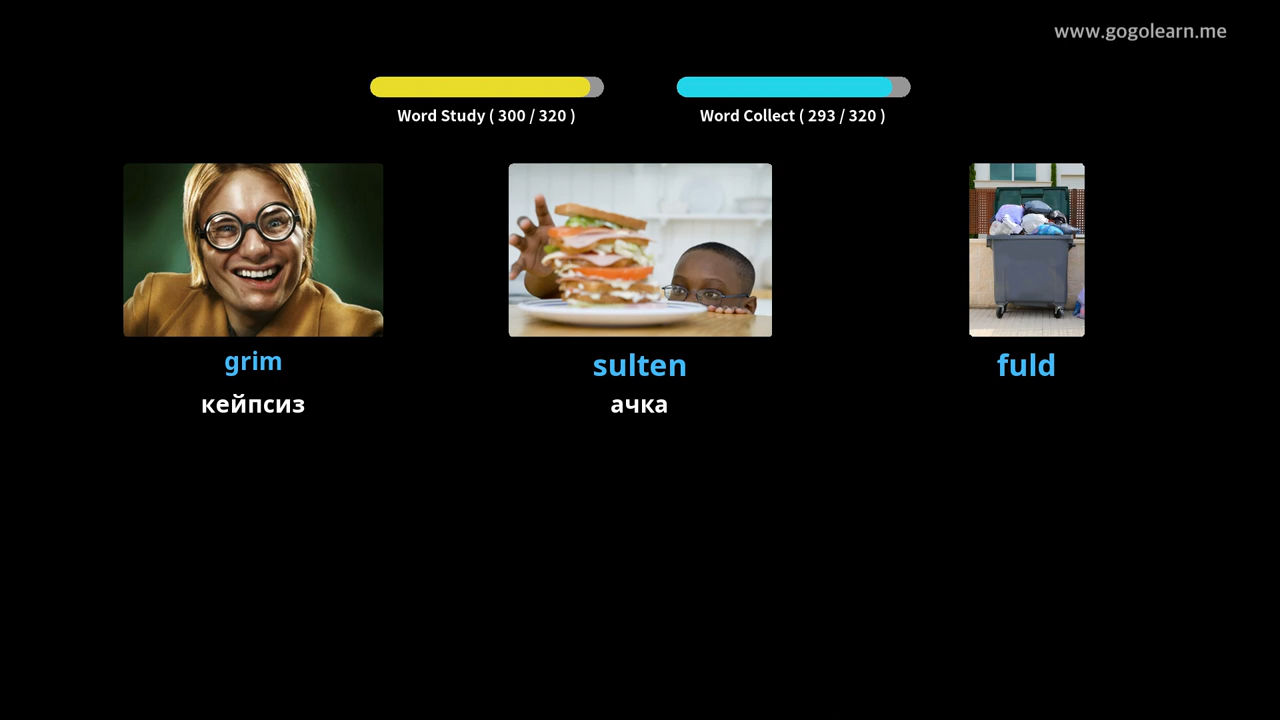 www.gogolearn.me
Word Study ( 300 / 320 )
Word Collect ( 293 / 320 )
grim
sulten
fuld
кейпсиз
ачка